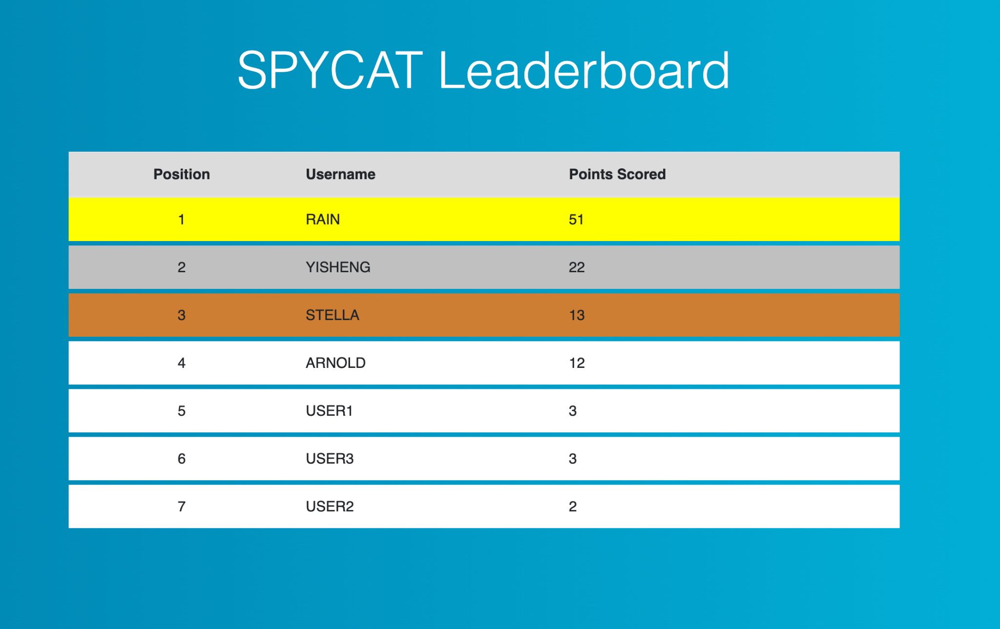 SPYCAT Leaderboard
Position Username Points Scored
1 RAIN 51
2 YISHENG 22
3 STELLA 13
4 ARNOLD 12
5 USER1 3
6 USER3 3
7 USER2 2